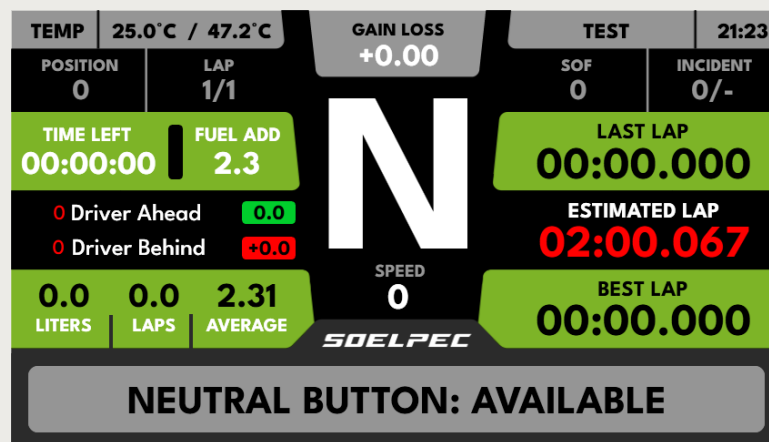 TEMP 25.0°C / 47.2°C
GAIN LOSS
+0.00
TEST 21:23
POSITION
0
LAP
1/1
SOF
0
INCIDENT
0/-
TIME LEFT
00:00:00
FUEL ADD
2.3
N
LAST LAP
00:00.000
0 Driver Ahead 0.0
0 Driver Behind +0.0
ESTIMATED LAP
02:00.067
0.0 0.0 2.31
LITERS LAPS AVERAGE
SPEED
0
BEST LAP
00:00.000
SOELPEC
NEUTRAL BUTTON: AVAILABLE